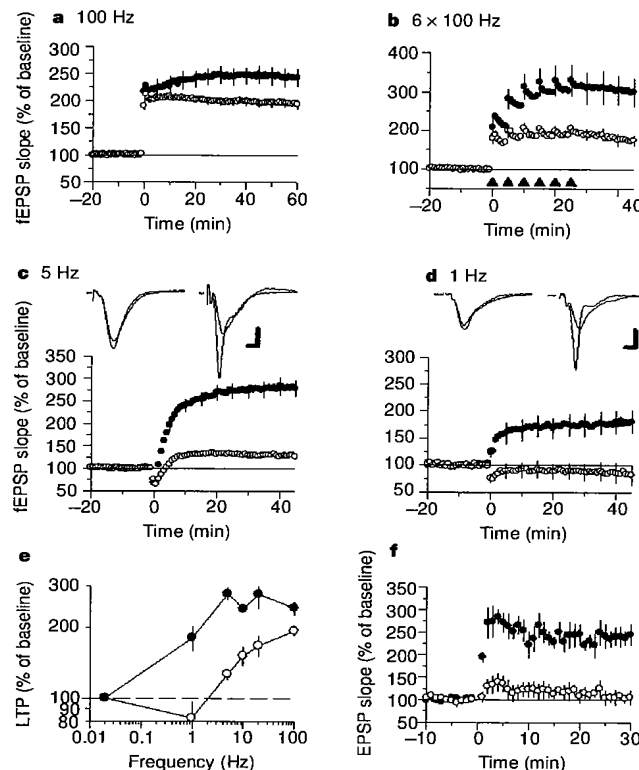 a 100 Hz
fEPSP slope (% of baseline)
300
250
200
150
100
50
−20 0 20 40 60
Time (min)
b 6 × 100 Hz
400
300
200
100
−20 0 20 40
Time (min)
c 5 Hz
fEPSP slope (% of baseline)
350
300
250
200
150
100
50
−20 0 20 40
Time (min)
d 1 Hz
300
250
200
150
100
50
−20 0 20 40
Time (min)
e
LTP (% of baseline)
300
200
100
90
80
0.01 0.1 1 10 100
Frequency (Hz)
f
EPSP slope (% of baseline)
350
300
250
200
150
100
50
−10 0 10 20 30
Time (min)